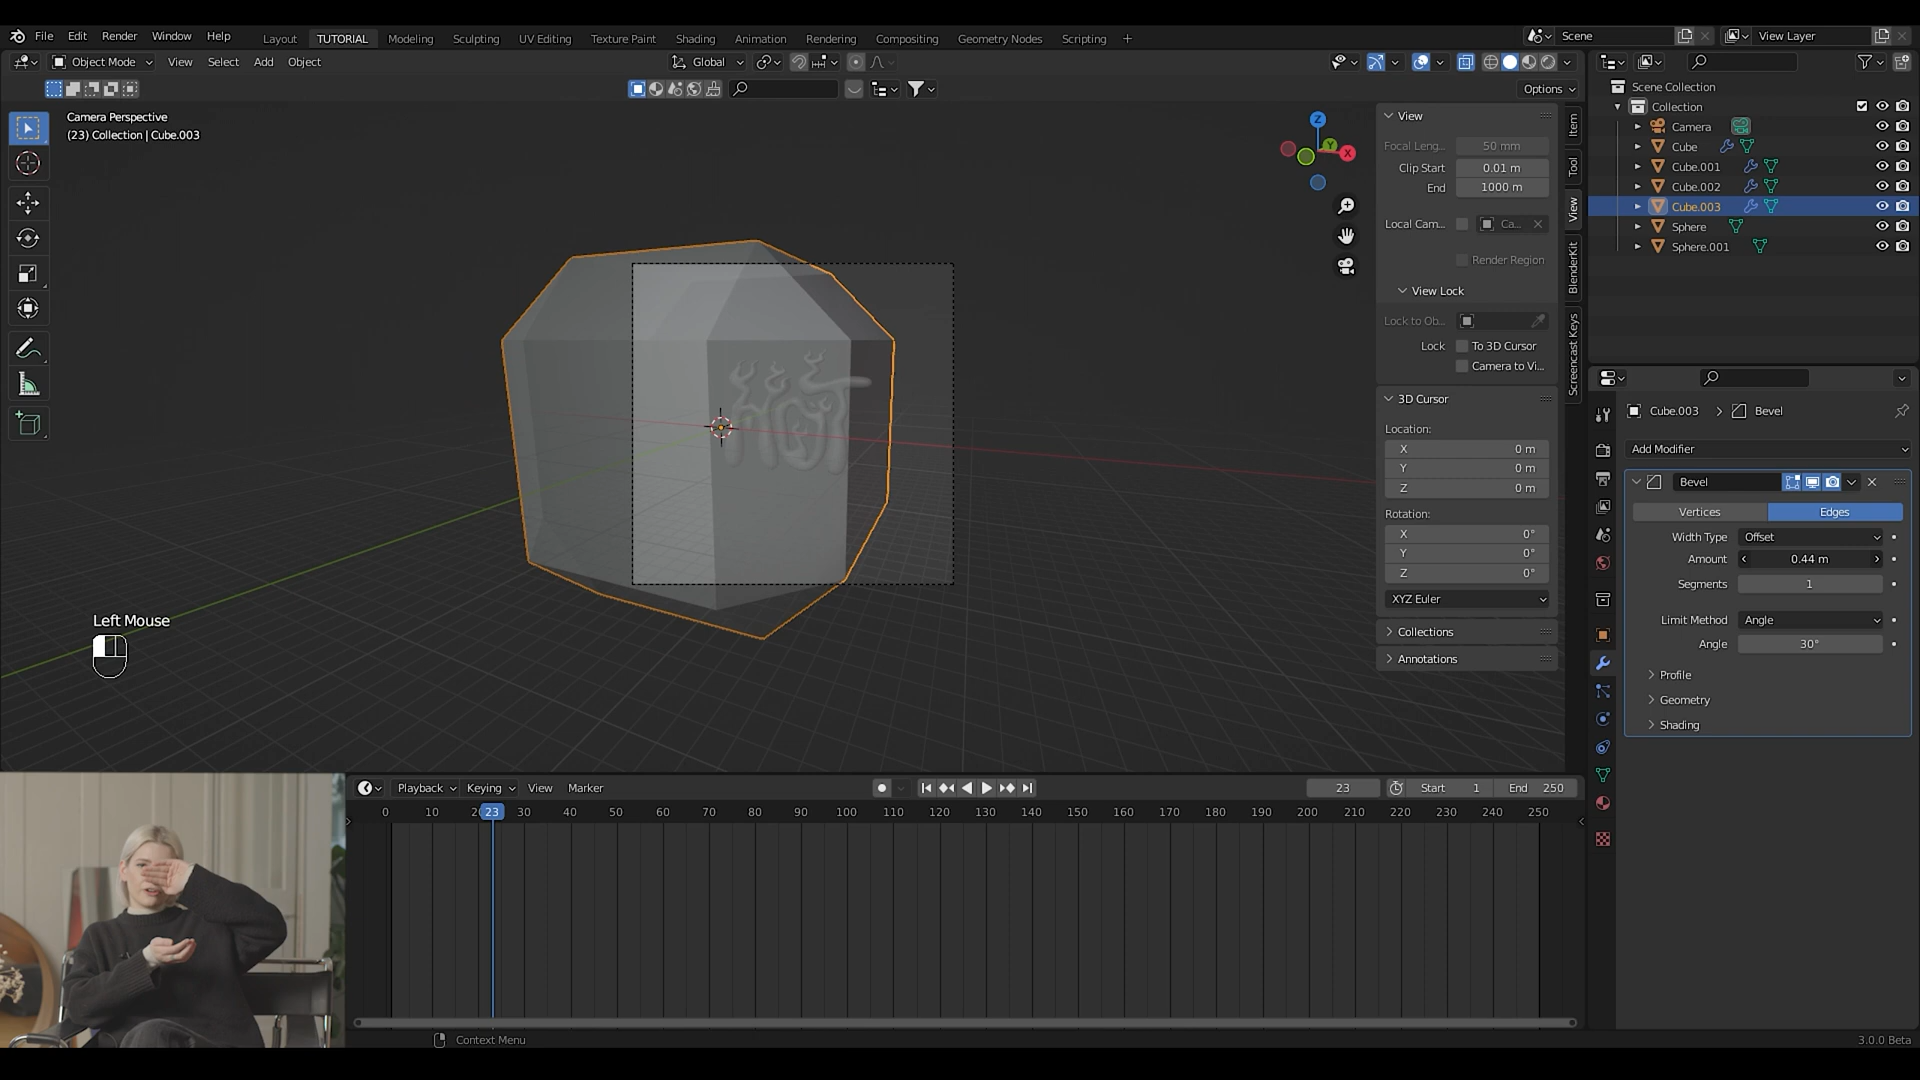 File Edit Render Window Help
Layout TUTORIAL Modeling Sculpting UV Editing Texture Paint Shading Animation Rendering Compositing Geometry Nodes Scripting +
Scene
View Layer
Object Mode View Select Add Object
Global
Options
Camera Perspective
(23) Collection | Cube.003
Z
Y
X
View
Focal Leng... 50 mm
Clip Start 0.01 m
End 1000 m
Local Cam... Ca...
Render Region
View Lock
Lock to Ob...
Lock To 3D Cursor
Camera to Vi...
3D Cursor
Location:
X 0 m
Y 0 m
Z 0 m
Rotation:
X 0°
Y 0°
Z 0°
XYZ Euler
Collections
Annotations
Item
Tool
View
BlenderKit
Screencast Keys
Scene Collection
Collection
Camera
Cube
Cube.001
Cube.002
Cube.003
Sphere
Sphere.001
Cube.003 > Bevel
Add Modifier
Bevel
Vertices Edges
Width Type Offset
Amount 0.44 m
Segments 1
Limit Method Angle
Angle 30°
Profile
Geometry
Shading
Left Mouse
Playback Keying View Marker
23 Start 1 End 250
0 10 2 23 30 40 50 60 70 80 90 100 110 120 130 140 150 160 170 180 190 200 210 220 230 240 250
Context Menu
3.0.0 Beta